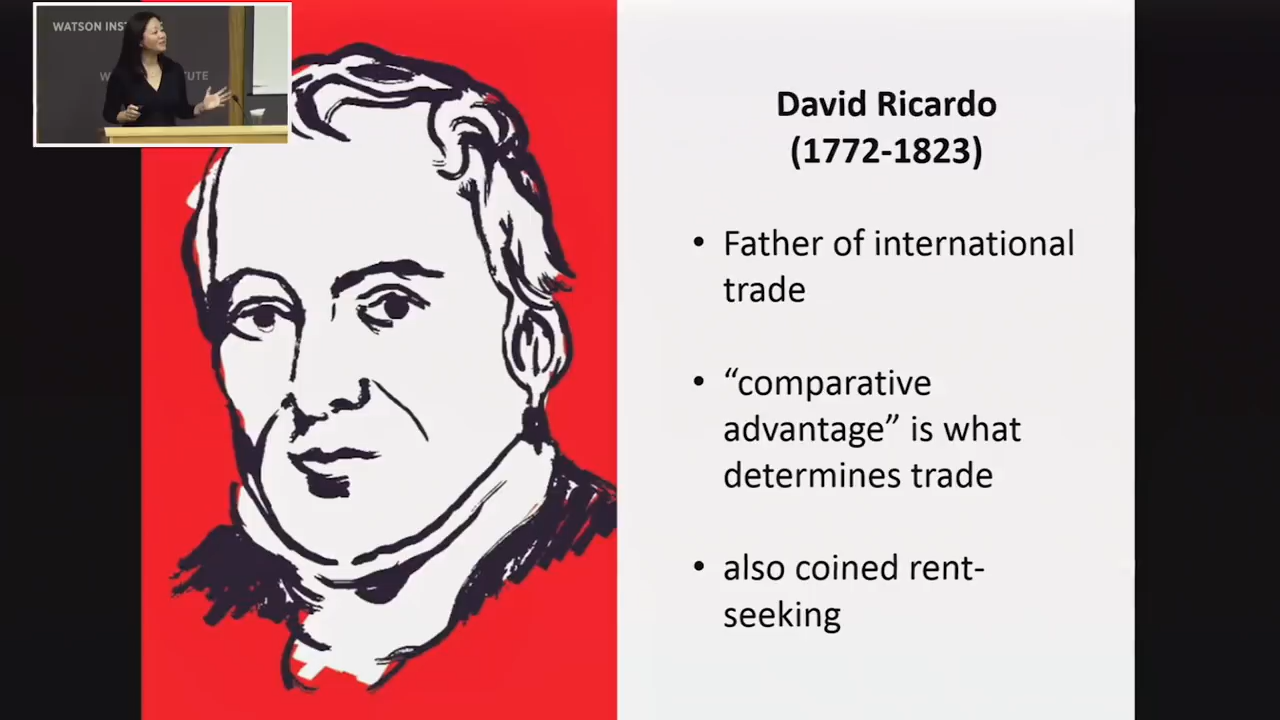 WATSON INST
W
UTE
David Ricardo
(1772-1823)
• Father of international
trade
• “comparative
advantage” is what
determines trade
• also coined rent-
seeking